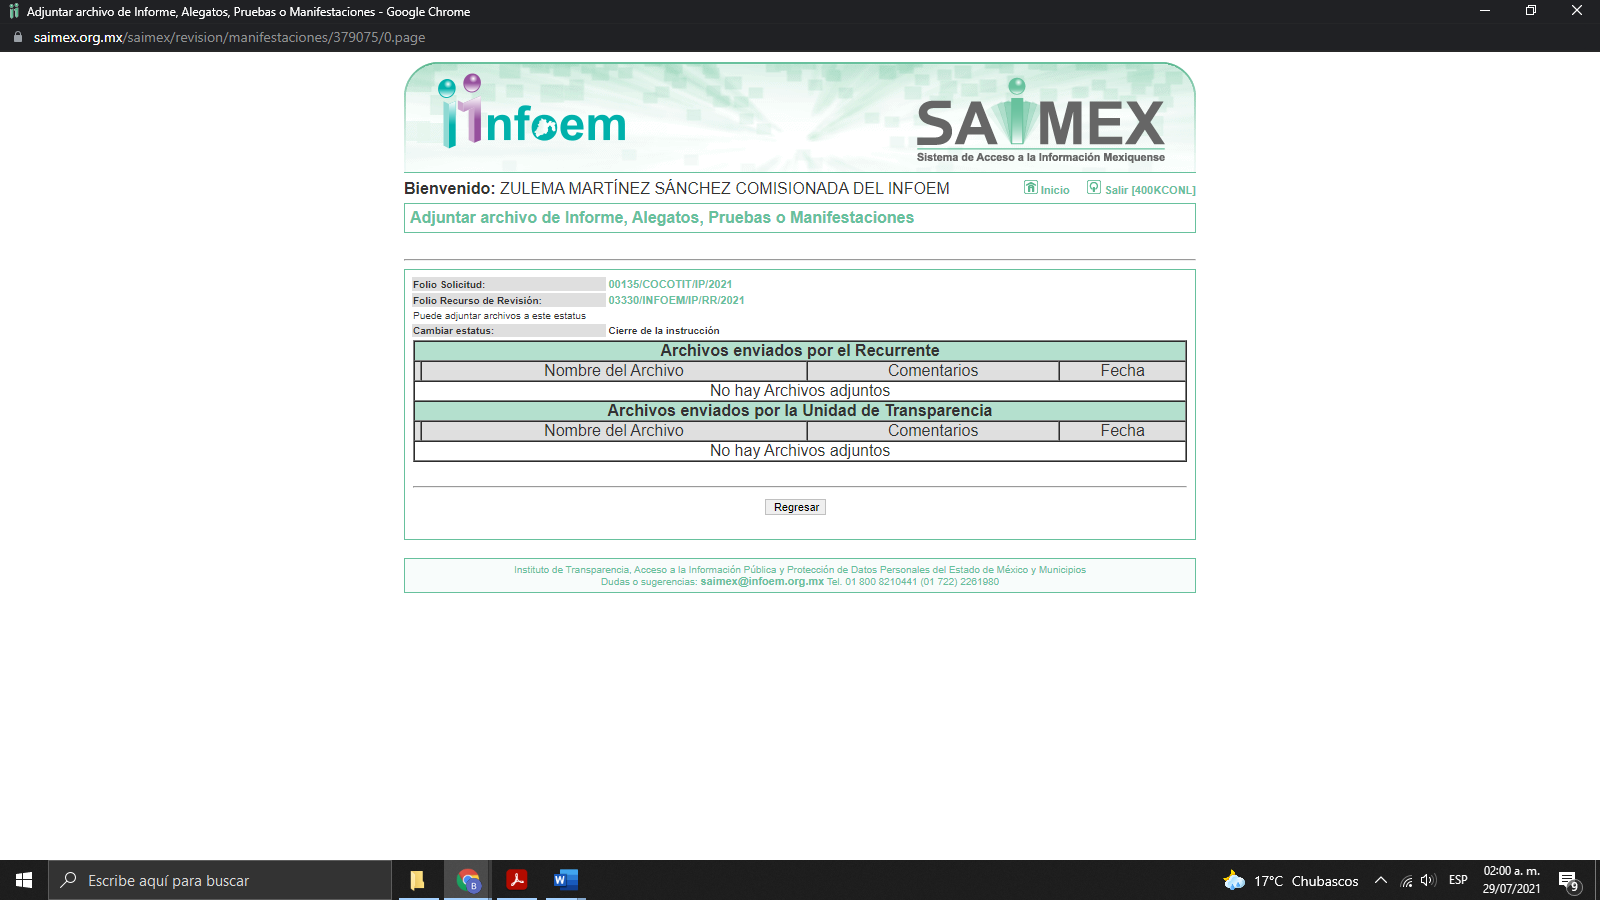 Adjuntar archivo de Informe, Alegatos, Pruebas o Manifestaciones - Google Chrome
saimex.org.mx/saimex/revision/manifestaciones/379075/0.page
infoem
SAIMEX
Sistema de Acceso a la Información Mexiquense
Bienvenido: ZULEMA MARTÍNEZ SÁNCHEZ COMISIONADA DEL INFOEM
Inicio Salir [400KCONL]
Adjuntar archivo de Informe, Alegatos, Pruebas o Manifestaciones
Folio Solicitud: 00135/COCOTIT/IP/2021
Folio Recurso de Revisión: 03330/INFOEM/IP/RR/2021
Puede adjuntar archivos a este estatus
Cambiar estatus: Cierre de la instrucción
Archivos enviados por el Recurrente
Nombre del Archivo Comentarios Fecha
No hay Archivos adjuntos
Archivos enviados por la Unidad de Transparencia
Nombre del Archivo Comentarios Fecha
No hay Archivos adjuntos
Regresar
Instituto de Transparencia, Acceso a la Información Pública y Protección de Datos Personales del Estado de México y Municipios
Dudas o sugerencias: saimex@infoem.org.mx Tel. 01 800 8210441 (01 722) 2261980
Escribe aquí para buscar
B
W
17°C Chubascos
ESP
02:00 a. m.
29/07/2021
9